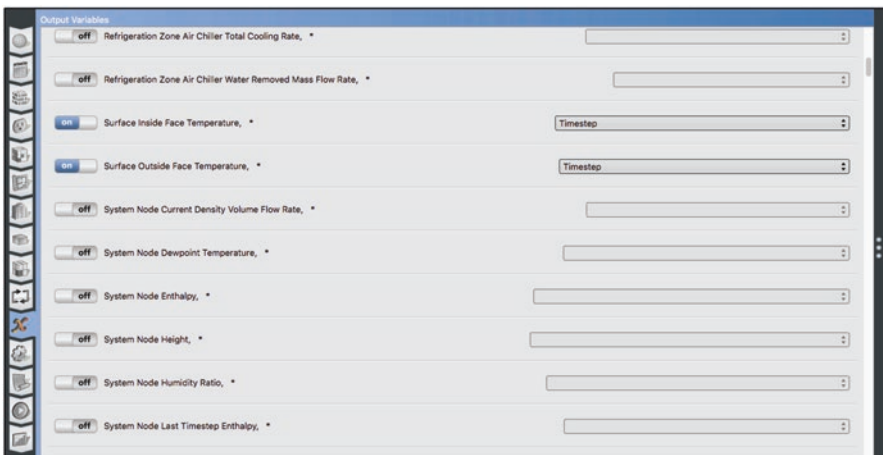 Output Variables
off Refrigeration Zone Air Chiller Total Cooling Rate, *
off Refrigeration Zone Air Chiller Water Removed Mass Flow Rate, *
on Surface Inside Face Temperature, * Timestep
on Surface Outside Face Temperature, * Timestep
off System Node Current Density Volume Flow Rate, *
off System Node Dewpoint Temperature, *
off System Node Enthalpy, *
off System Node Height, *
off System Node Humidity Ratio, *
off System Node Last Timestep Enthalpy, *